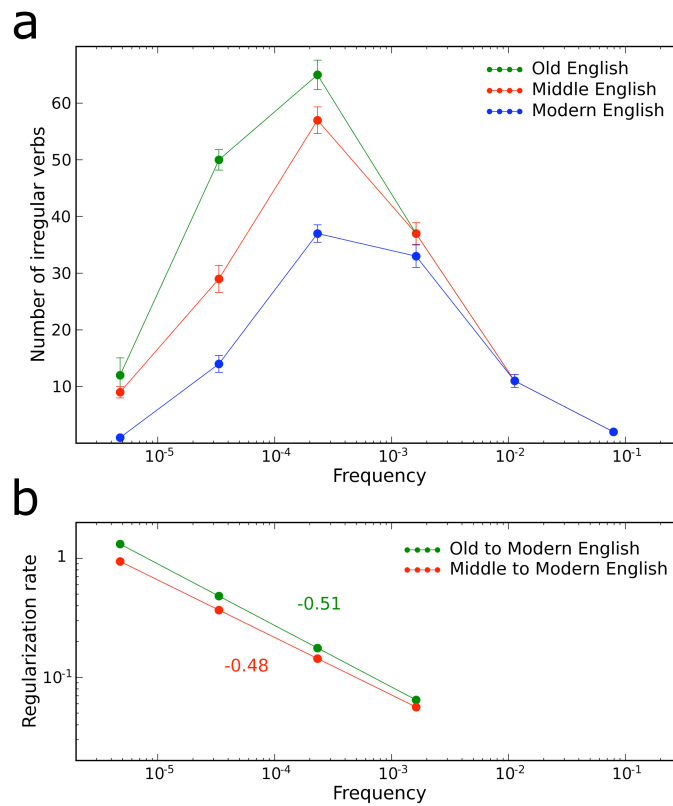 a
Number of irregular verbs
60
50
40
30
20
10
Old English
Middle English
Modern English
10^-5 10^-4 10^-3 10^-2 10^-1
Frequency
b
Regularization rate
1
10^-1
Old to Modern English
Middle to Modern English
-0.51
-0.48
10^-5 10^-4 10^-3 10^-2 10^-1
Frequency